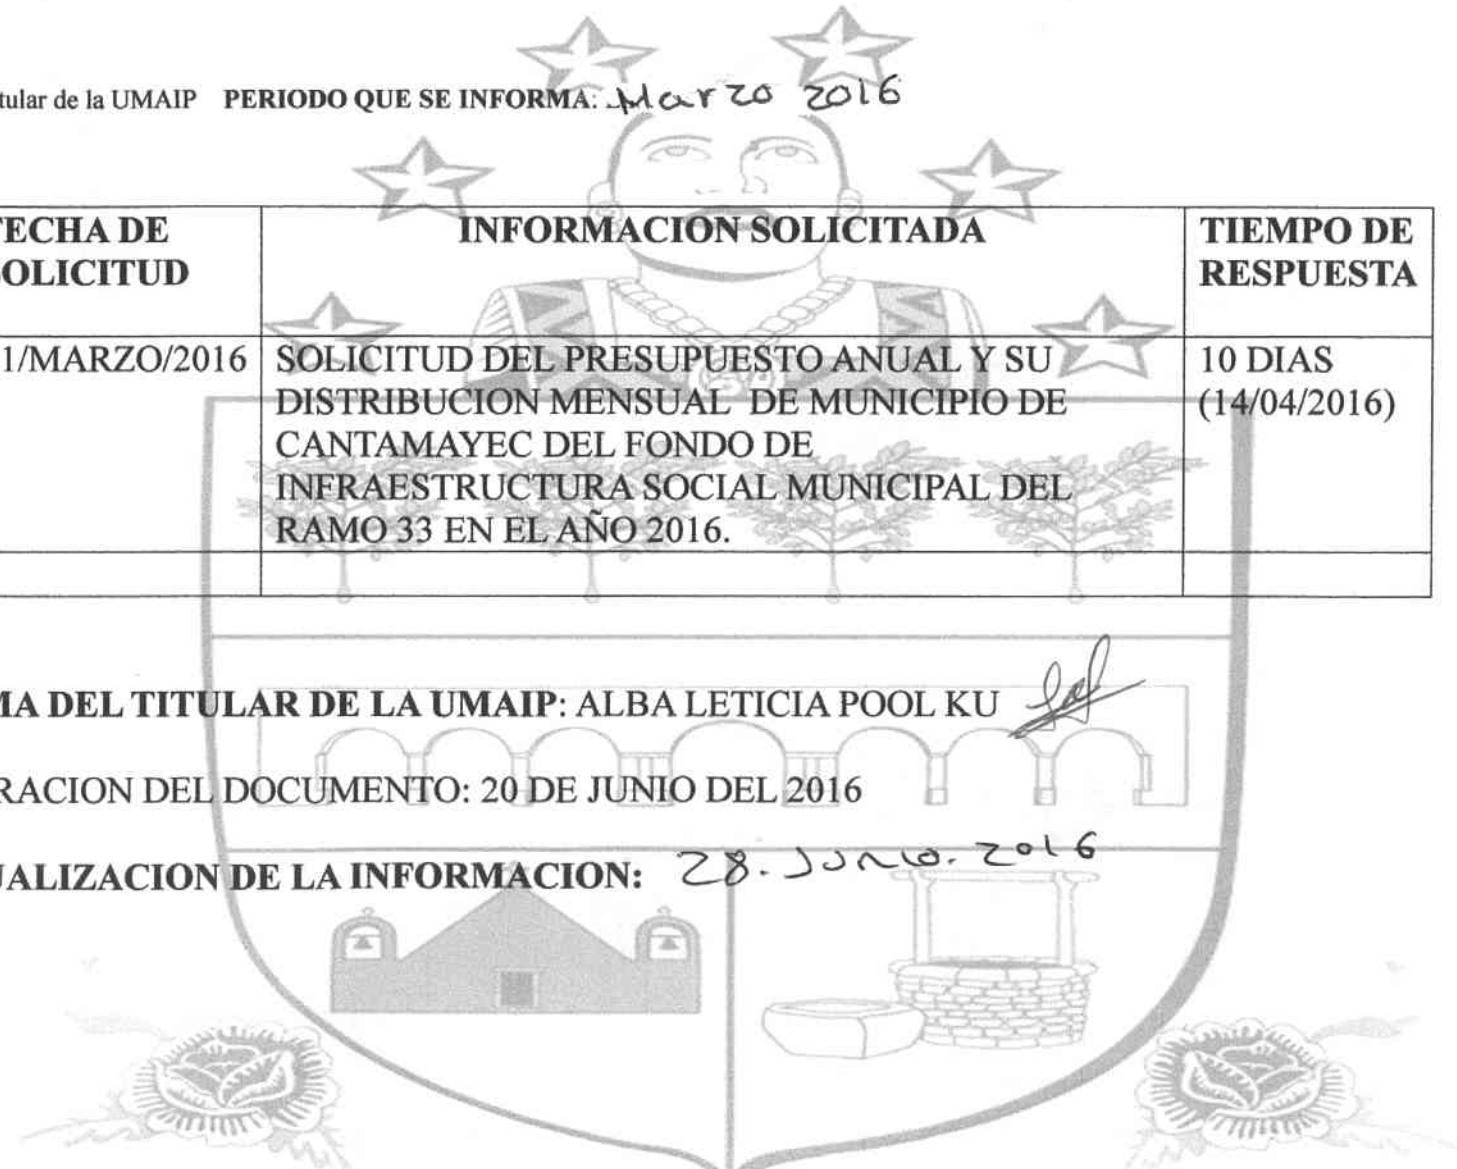 tular de la UMAIP PERIODO QUE SE INFORMA: Marzo 2016
FECHA DE
SOLICITUD
INFORMACION SOLICITADA
TIEMPO DE
RESPUESTA
1/MARZO/2016
SOLICITUD DEL PRESUPUESTO ANUAL Y SU
DISTRIBUCION MENSUAL DE MUNICIPIO DE
CANTAMAYEC DEL FONDO DE
INFRAESTRUCTURA SOCIAL MUNICIPAL DEL
RAMO 33 EN EL AÑO 2016.
10 DIAS
(14/04/2016)
MA DEL TITULAR DE LA UMAIP: ALBA LETICIA POOL KU
RACION DEL DOCUMENTO: 20 DE JUNIO DEL 2016
UALIZACION DE LA INFORMACION: 28. Junio. 2016